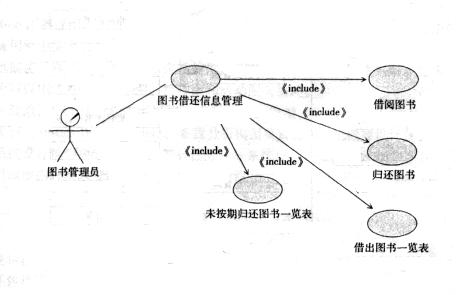 《include》
图书借还信息管理
借阅图书
《include》
图书管理员
《include》
《include》
归还图书
未按期归还图书一览表
借出图书一览表